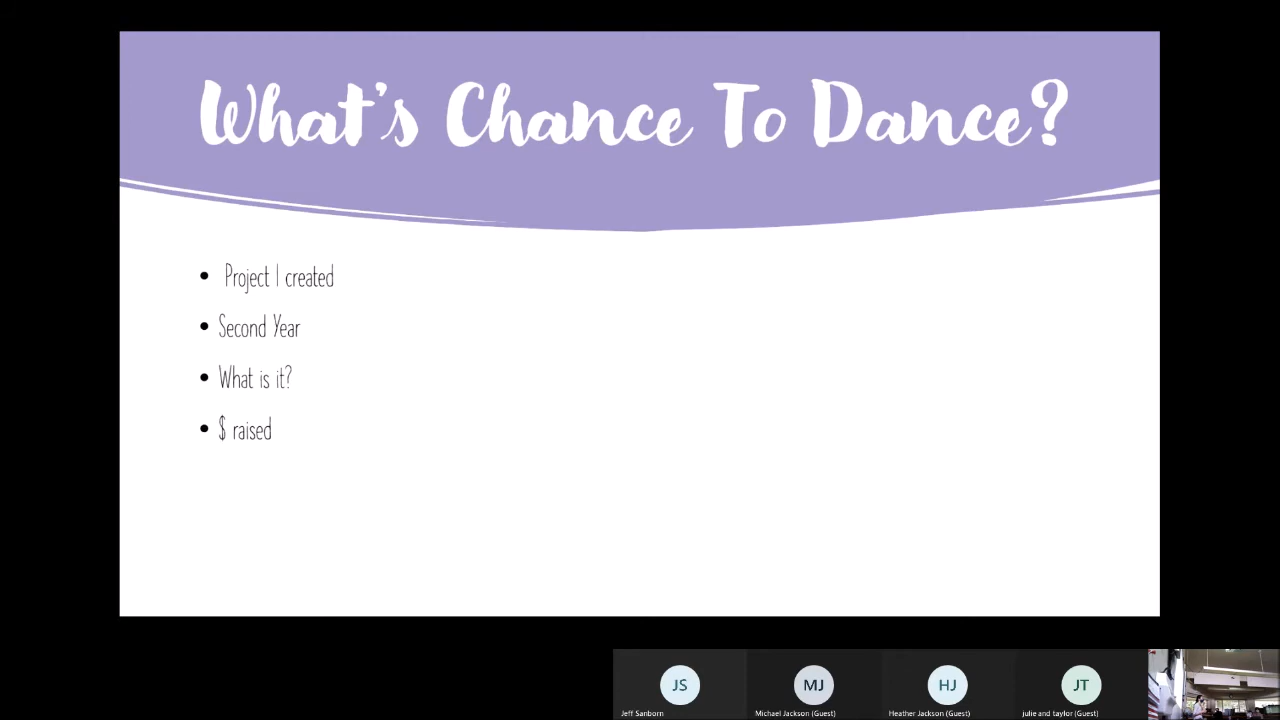 What's Chance To Dance?
• Project I created
• Second Year
• What is it?
• $ raised
JS
MJ
HJ
JT
Jeff Sanborn
Michael Jackson (Guest)
Heather Jackson (Guest)
julie and taylor (Guest)